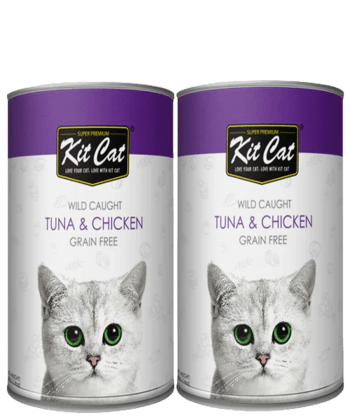 SUPER PREMIUM
Kit Cat
LOVE YOUR CAT. LOVE WITH KIT CAT
WILD CAUGHT
TUNA & CHICKEN
GRAIN FREE
SUPER PREMIUM
Kit Cat
LOVE YOUR CAT. LOVE WITH KIT CAT
WILD CAUGHT
TUNA & CHICKEN
GRAIN FREE